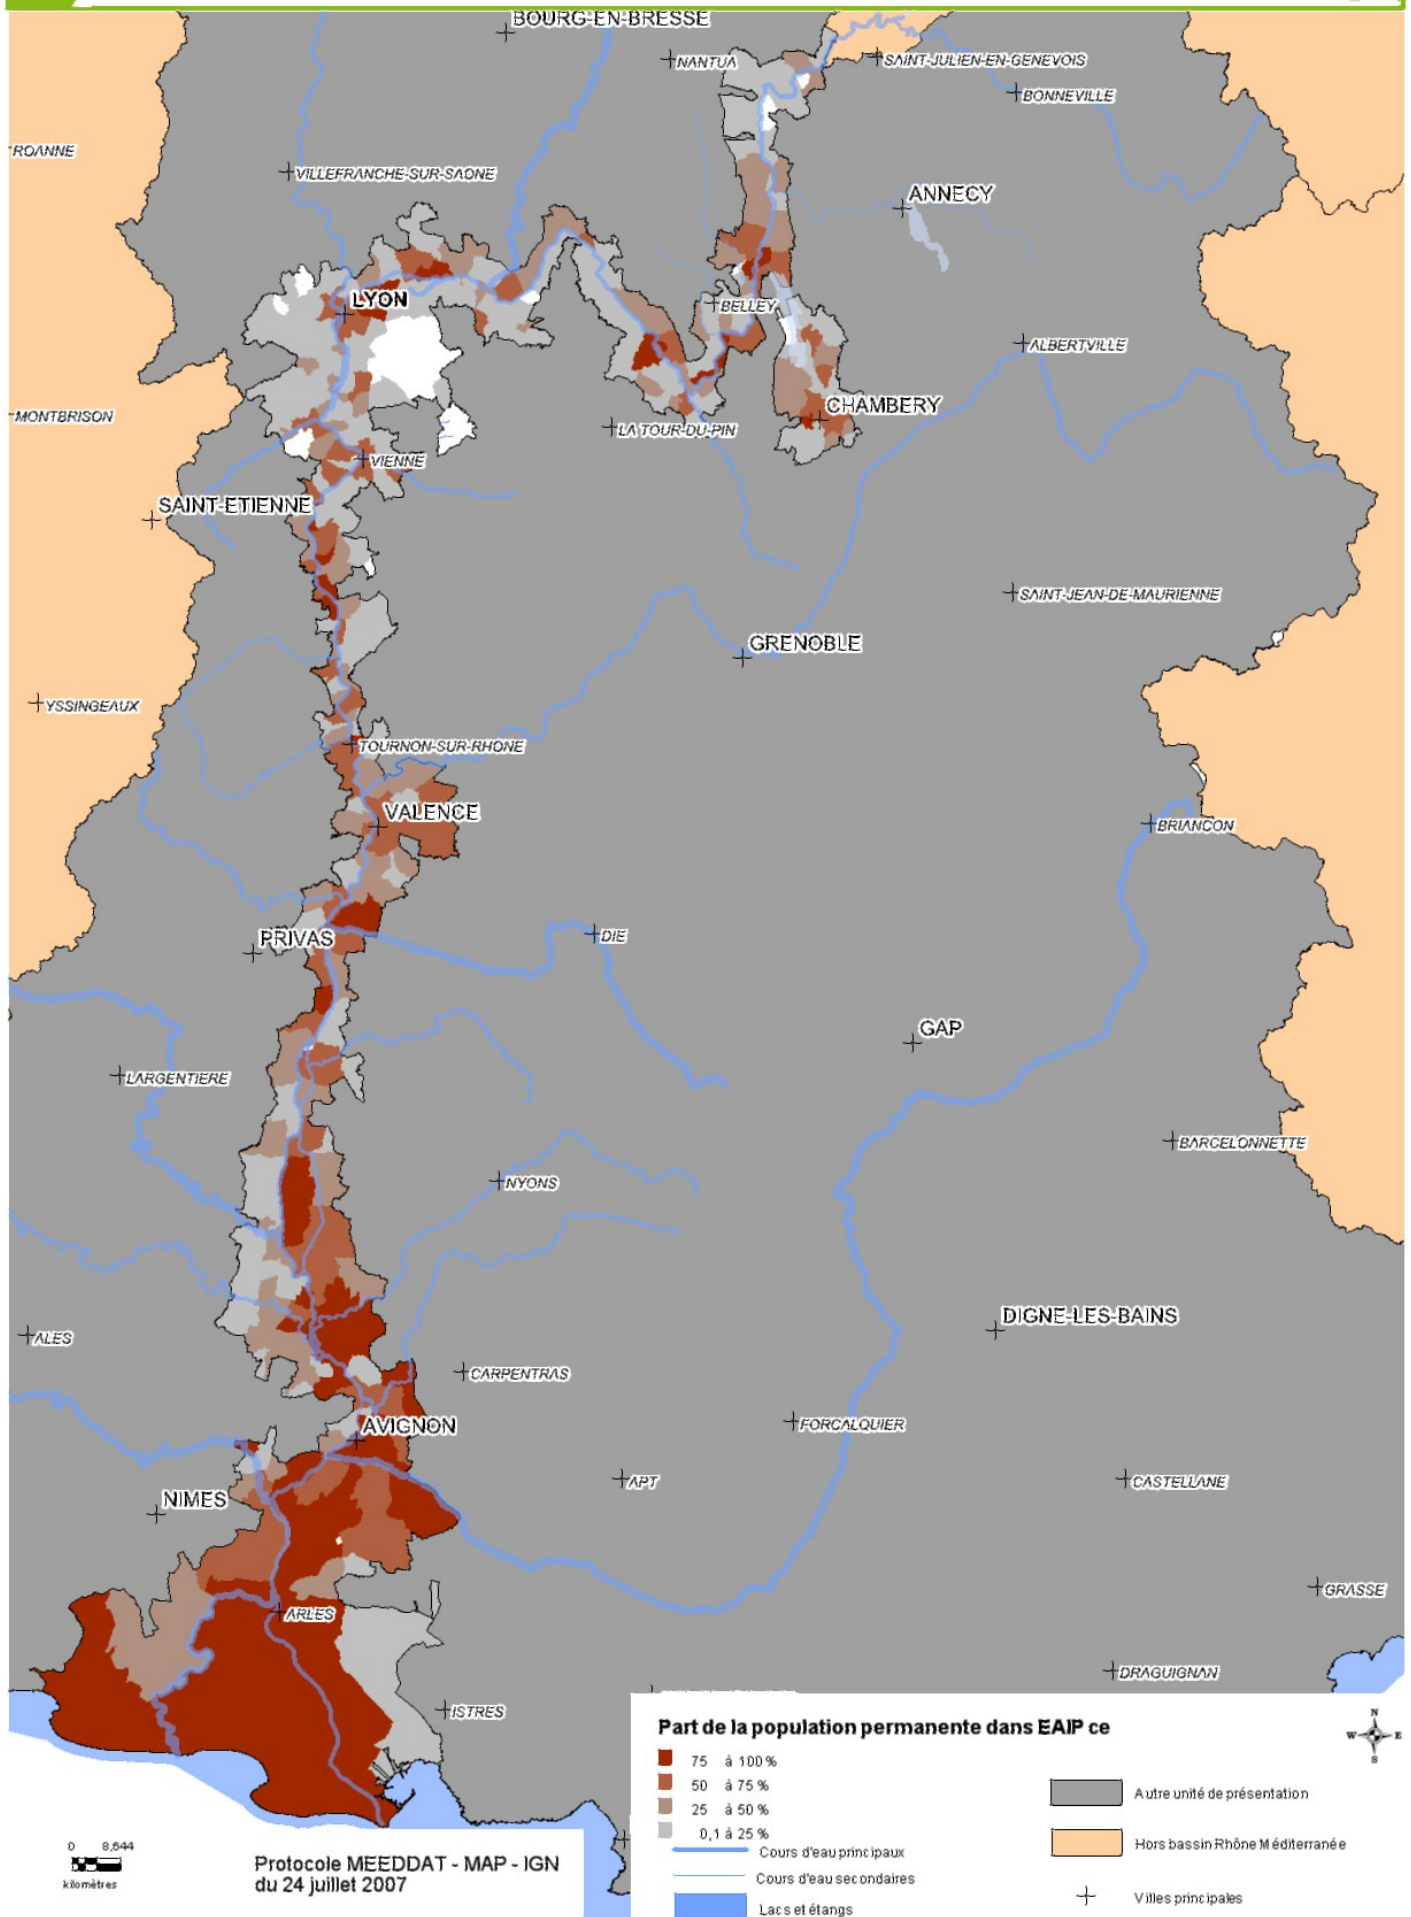 BOURG-EN-BRESSE
NANTUA
SAINT-JULIEN-EN-GENEVOIS
BONNEVILLE
ROANNE
VILLEFRANCHE-SUR-SAONE
ANNECY
LYON
BELLEY
ALBERTVILLE
MONTBRISON
CHAMBERY
LA TOUR-DU-PIN
VIENNE
SAINT-ETIENNE
SAINT-JEAN-DE-MAURIENNE
GRENOBLE
YSSINGEAUX
TOURNON-SUR-RHONE
VALENCE
BRIANCON
PRIVAS
DIE
GAP
LARGENTIERE
BARCELONNETTE
NYONS
DIGNE-LES-BAINS
ALES
CARPENTRAS
AVIGNON
FORCALQUIER
APT
CASTELLANE
NIMES
GRASSE
ARLES
DRAGUIGNAN
ISTRES
Part de la population permanente dans EAIP ce
75 à 100 %
50 à 75 %
25 à 50 %
0,1 à 25 %
Cours d'eau principaux
Cours d'eau secondaires
Lacs et étangs
Autre unité de présentation
Hors bassin Rhône Méditerranée
Villes principales
N
W E
S
0 8,644
kilomètres
Protocole MEEDDAT - MAP - IGN
du 24 juillet 2007